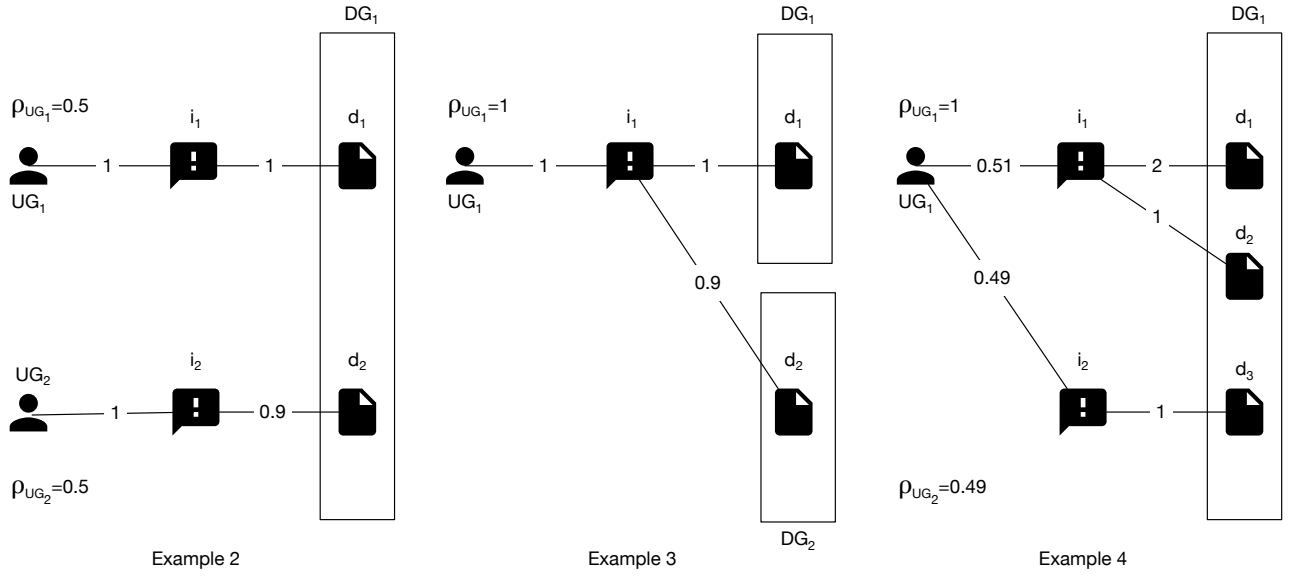 DG₁
ρ_UG₁=0.5
i₁
d₁
1
1
UG₁
i₂
d₂
UG₂
1
0.9
ρ_UG₂=0.5
Example 2
DG₁
ρ_UG₁=1
i₁
d₁
1
1
UG₁
0.9
d₂
DG₂
Example 3
DG₁
ρ_UG₁=1
i₁
d₁
0.51
2
UG₁
1
d₂
0.49
i₂
d₃
1
ρ_UG₂=0.49
Example 4